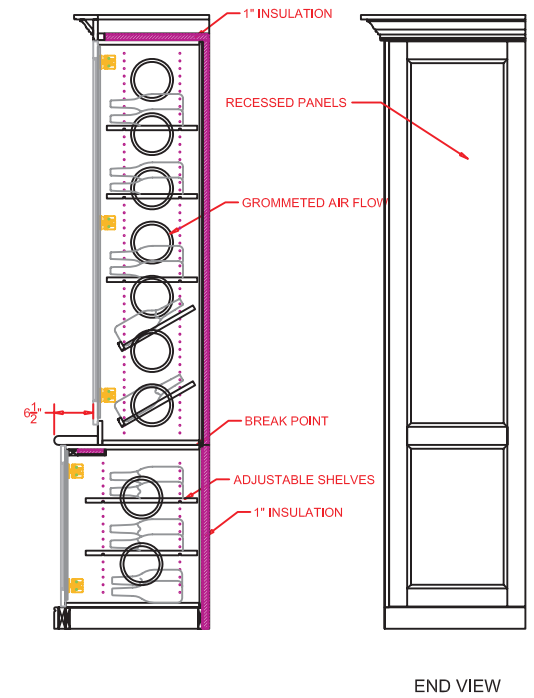 1" INSULATION
RECESSED PANELS
GROMMETED AIR FLOW
6 1/2"
BREAK POINT
ADJUSTABLE SHELVES
1" INSULATION
END VIEW